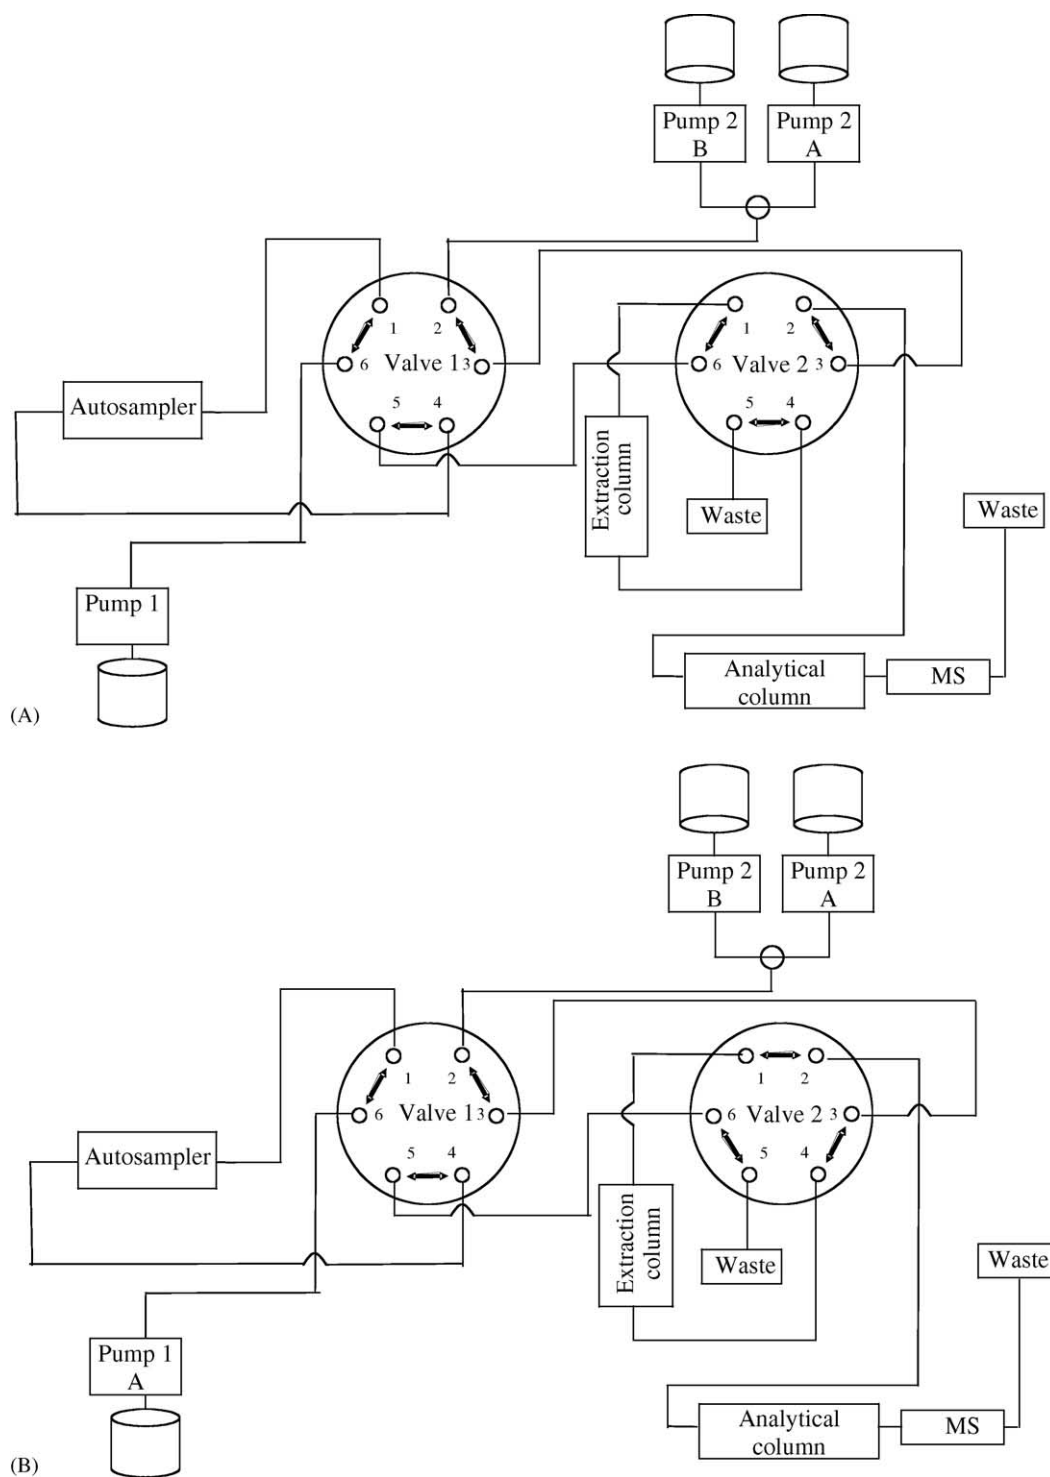 Pump 2
B
Pump 2
A
1
2
6
Valve 1
3
5
4
1
2
6
Valve 2
3
5
4
Autosampler
Extraction
column
Waste
Waste
Pump 1
Analytical
column
MS
(A)
Pump 2
B
Pump 2
A
1
2
6
Valve 1
3
5
4
1
2
6
Valve 2
3
5
4
Autosampler
Extraction
column
Waste
Waste
Pump 1
A
Analytical
column
MS
(B)